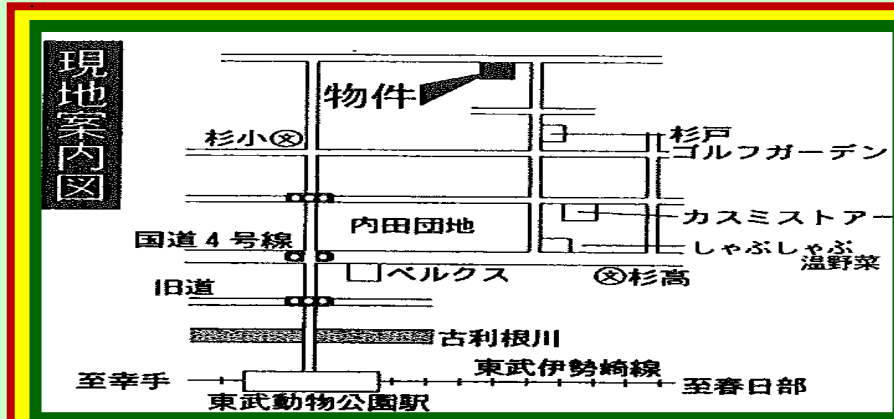 現地案内図
物件
杉小文
杉戸
ゴルフガーデン
内田団地
カスミストアー
国道4号線
しゃぶしゃぶ
温野菜
ベルクス
文杉高
旧道
古利根川
東武伊勢崎線
至幸手
至春日部
東武動物公園駅